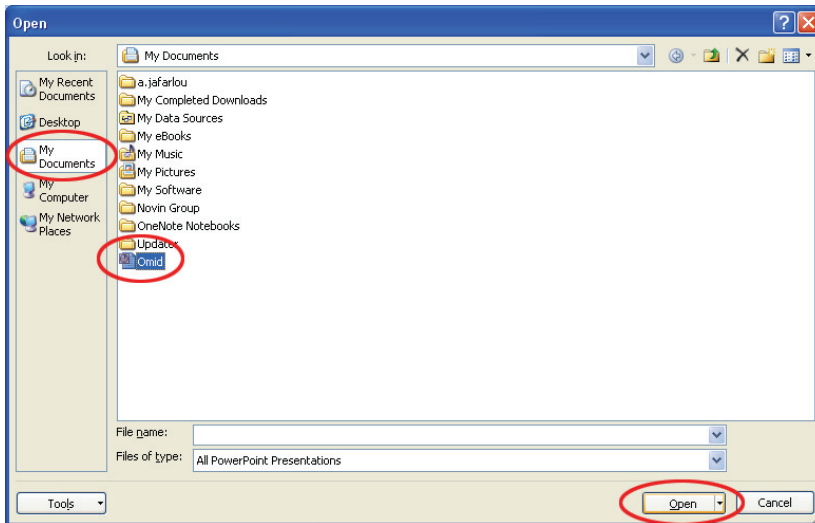 Open
Look in:
My Documents
My Recent
Documents
Desktop
My
Documents
My
Computer
My Network
Places
a.jafarlou
My Completed Downloads
My Data Sources
My eBooks
My Music
My Pictures
My Software
Novin Group
OneNote Notebooks
Updater
Omid
File name:
Files of type:
All PowerPoint Presentations
Tools
Open
Cancel